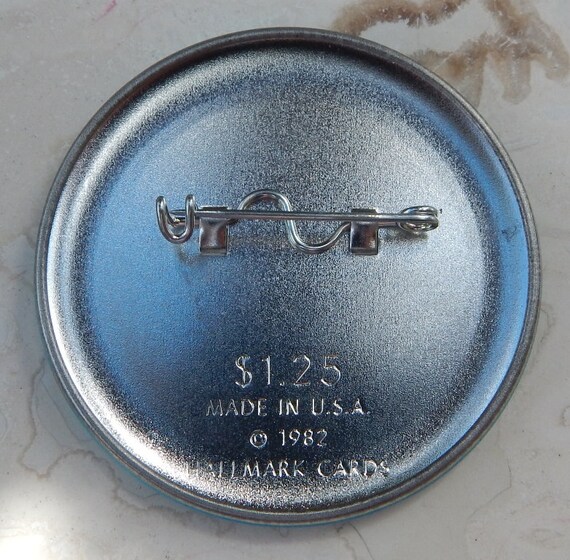 $1.25
MADE IN U.S.A.
© 1982
HALLMARK CARDS